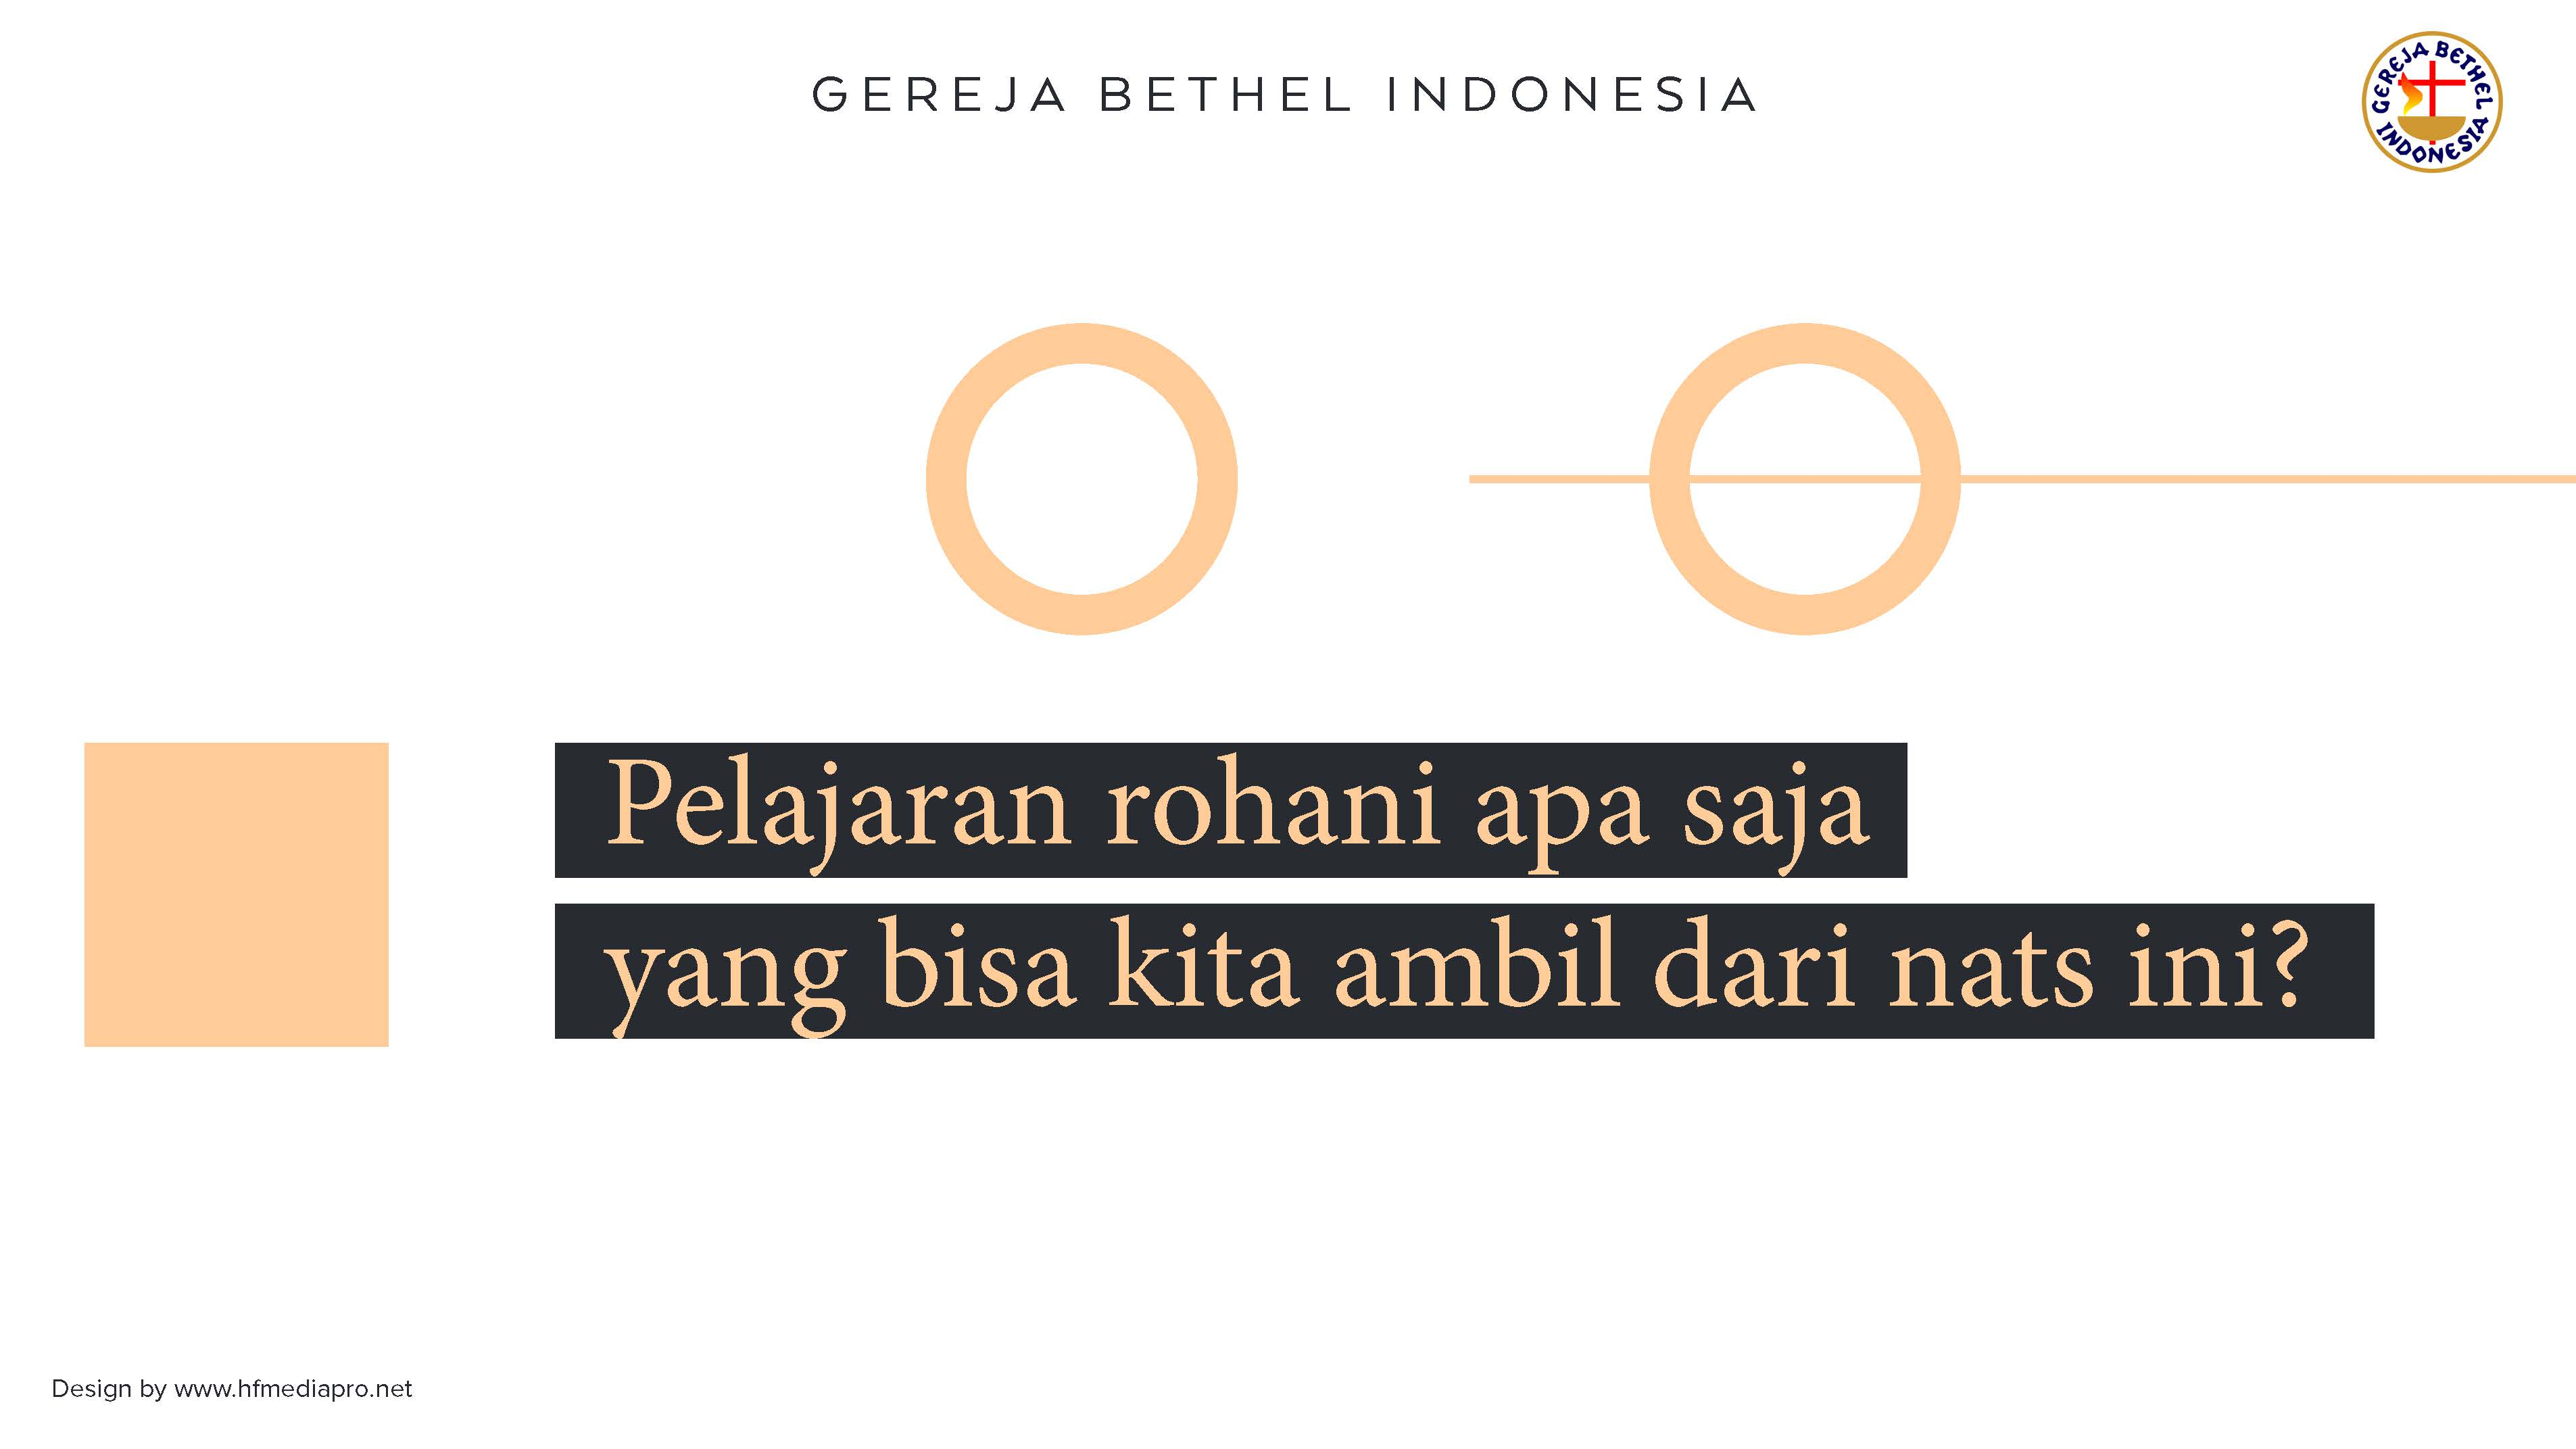 GEREJA BETHEL INDONESIA
GEREJA BETHEL
INDONESIA
Pelajaran rohani apa saja
yang bisa kita ambil dari nats ini?
Design by www.hfmediapro.net